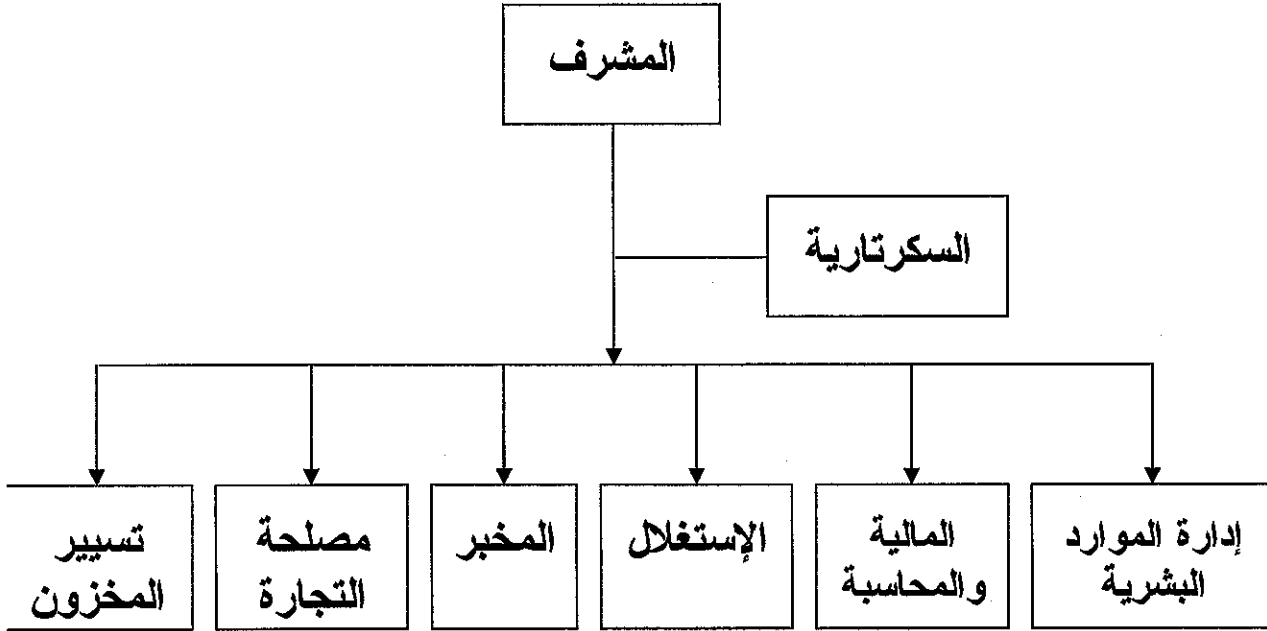 المشرف
السكرتارية
إدارة الموارد
البشرية
المالية
والمحاسبة
الإستغلال
المخبر
مصلحة
التجارة
تسيير
المخزون